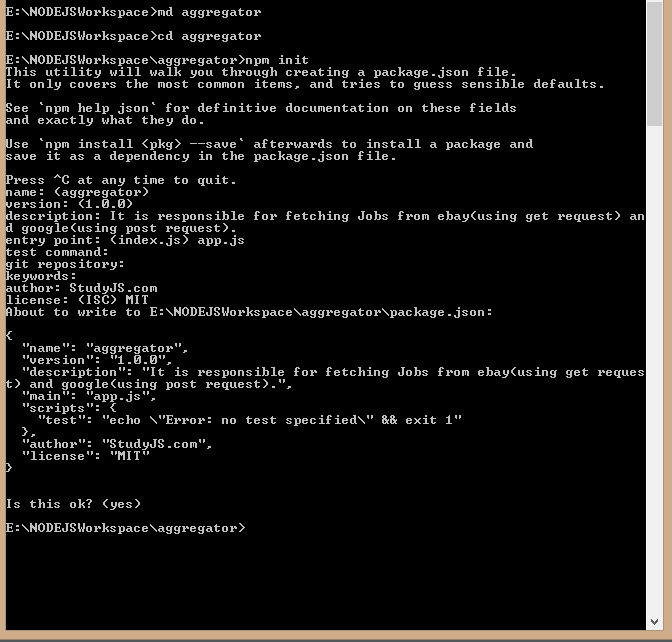 E:\NODEJSWorkspace>md aggregator
E:\NODEJSWorkspace>cd aggregator
E:\NODEJSWorkspace\aggregator>npm init
This utility will walk you through creating a package.json file.
It only covers the most common items, and tries to guess sensible defaults.
See `npm help json` for definitive documentation on these fields
and exactly what they do.
Use `npm install <pkg> --save` afterwards to install a package and
save it as a dependency in the package.json file.
Press ^C at any time to quit.
name: (aggregator)
version: (1.0.0)
description: It is responsible for fetching Jobs from ebay(using get request) an
d google(using post request).
entry point: (index.js) app.js
test command:
git repository:
keywords:
author: StudyJS.com
license: (ISC) MIT
About to write to E:\NODEJSWorkspace\aggregator\package.json:
{
  "name": "aggregator",
  "version": "1.0.0",
  "description": "It is responsible for fetching Jobs from ebay(using get reques
t) and google(using post request).",
  "main": "app.js",
  "scripts": {
    "test": "echo \"Error: no test specified\" && exit 1"
  },
  "author": "StudyJS.com",
  "license": "MIT"
}
Is this ok? (yes)
E:\NODEJSWorkspace\aggregator>